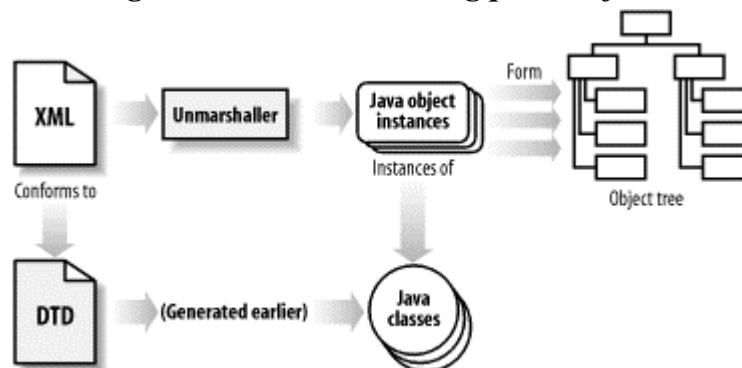 Form
XML
Unmarshaller
Java object
instances
Instances of
Object tree
Conforms to
DTD
(Generated earlier)
Java
classes